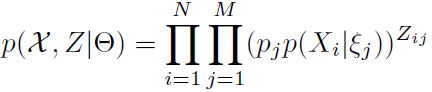 p(𝒳, Z|Θ) = ∏_{i=1}^{N} ∏_{j=1}^{M} (p_j p(X_i|ξ_j))^{Z_{ij}}